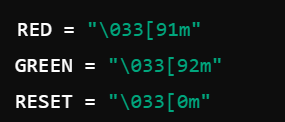 RED = "\033[91m"
GREEN = "\033[92m"
RESET = "\033[0m"